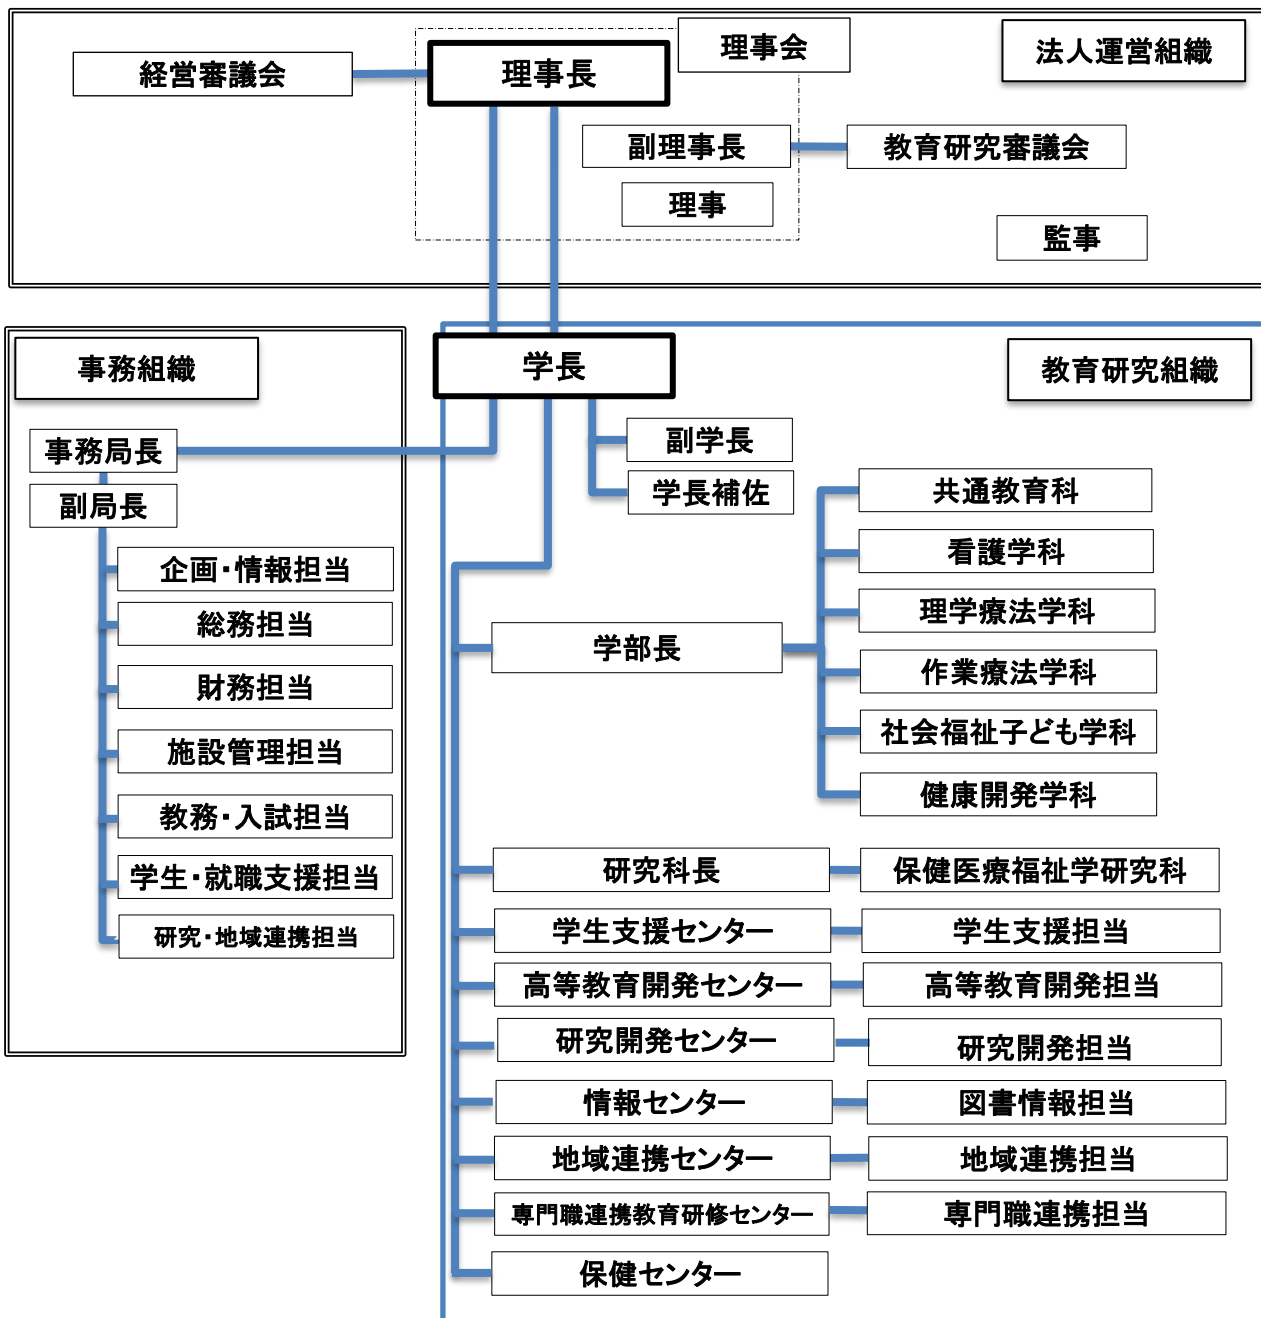 理事会
法人運営組織
経営審議会
理事長
副理事長
教育研究審議会
理事
監事
事務組織
事務局長
副局長
企画・情報担当
総務担当
財務担当
施設管理担当
教務・入試担当
学生・就職支援担当
研究・地域連携担当
学長
教育研究組織
副学長
学長補佐
学部長
共通教育科
看護学科
理学療法学科
作業療法学科
社会福祉子ども学科
健康開発学科
研究科長
保健医療福祉学研究科
学生支援センター
学生支援担当
高等教育開発センター
高等教育開発担当
研究開発センター
研究開発担当
情報センター
図書情報担当
地域連携センター
地域連携担当
専門職連携教育研修センター
専門職連携担当
保健センター